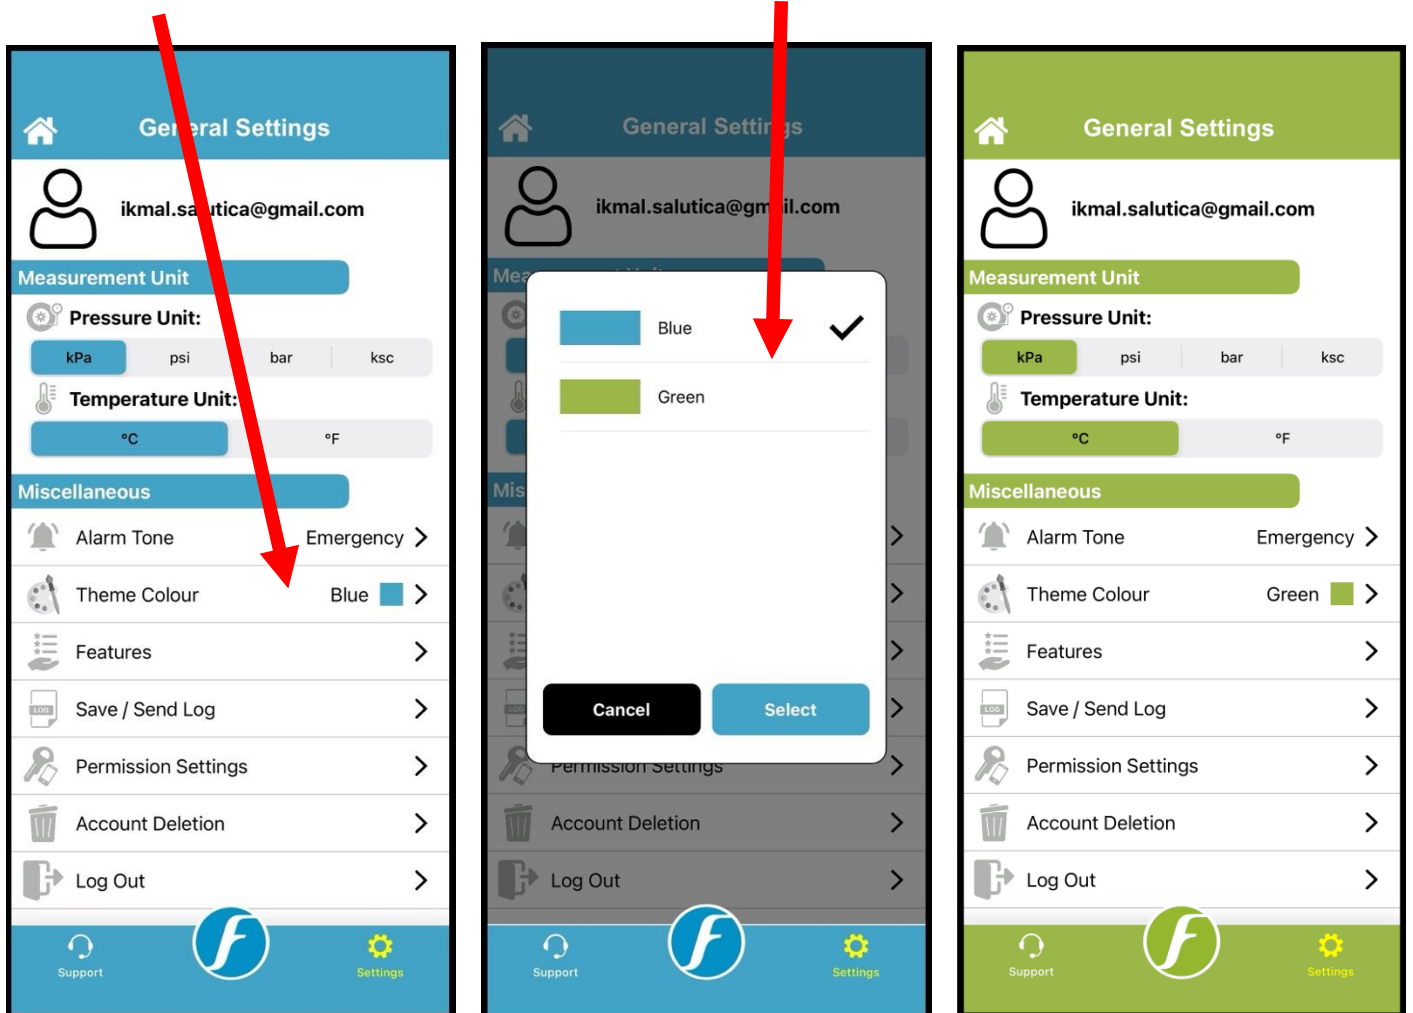 General Settings
ikmal.salutica@gmail.com
Measurement Unit
Pressure Unit:
kPa psi bar ksc
Temperature Unit:
°C °F
Miscellaneous
Alarm Tone Emergency
Theme Colour Blue
Features
LOG
Save / Send Log
Permission Settings
Account Deletion
Log Out
Support
Settings
General Settings
ikmal.salutica@gmail.com
Blue
Green
Cancel Select
Permission Settings
Account Deletion
Log Out
Support
Settings
General Settings
ikmal.salutica@gmail.com
Measurement Unit
Pressure Unit:
kPa psi bar ksc
Temperature Unit:
°C °F
Miscellaneous
Alarm Tone Emergency
Theme Colour Green
Features
LOG
Save / Send Log
Permission Settings
Account Deletion
Log Out
Support
Settings